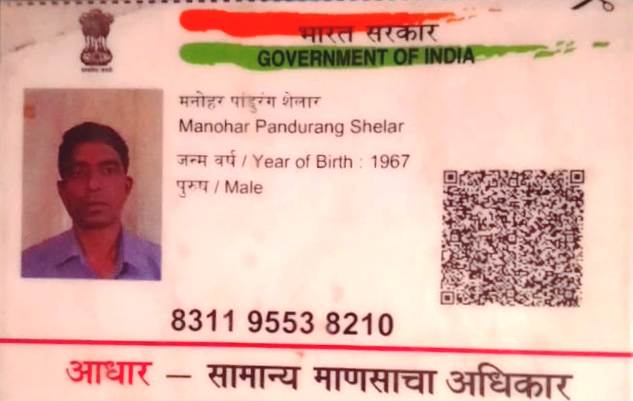 भारत सरकार
GOVERNMENT OF INDIA
मनोहर पांडुरंग शेलार
Manohar Pandurang Shelar
जन्म वर्ष / Year of Birth : 1967
पुरुष / Male
8311 9553 8210
आधार – सामान्य माणसाचा अधिकार